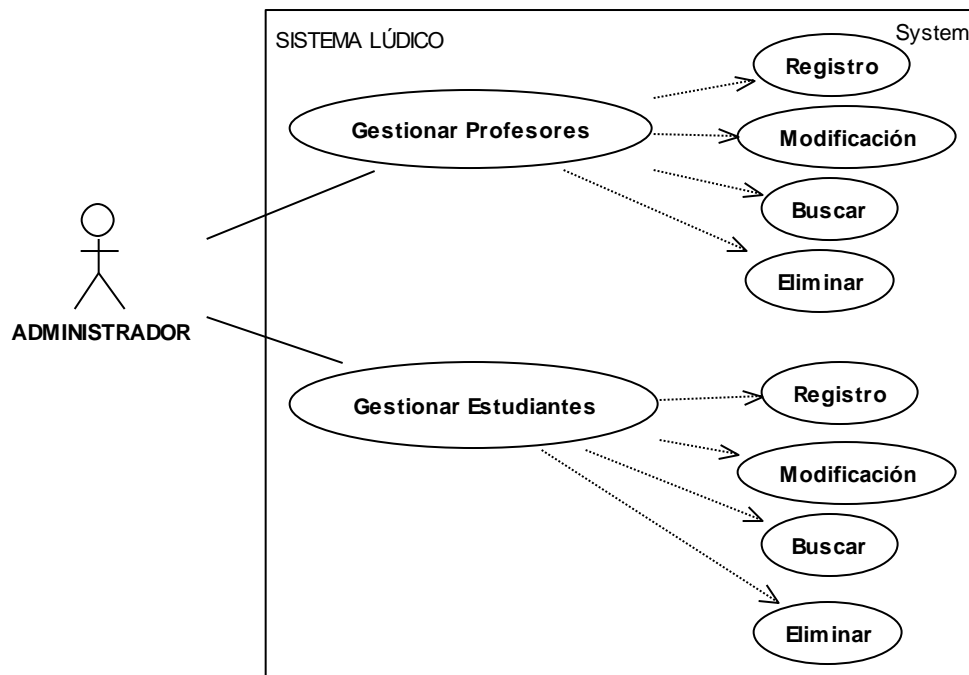 SISTEMA LÚDICO
System
Registro
Gestionar Profesores
Modificación
Buscar
Eliminar
ADMINISTRADOR
Registro
Gestionar Estudiantes
Modificación
Buscar
Eliminar